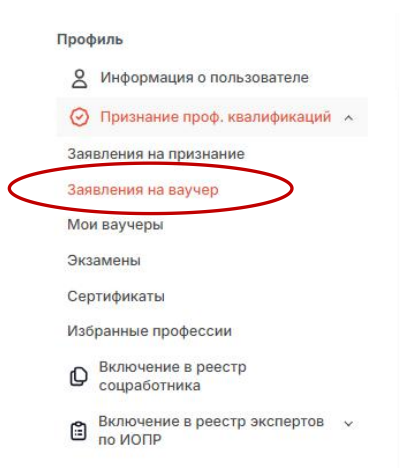 Профиль
Информация о пользователе
Признание проф. квалификаций
Заявления на признание
Заявления на ваучер
Мои ваучеры
Экзамены
Сертификаты
Избранные профессии
Включение в реестр
соцработника
Включение в реестр экспертов
по ИОПР